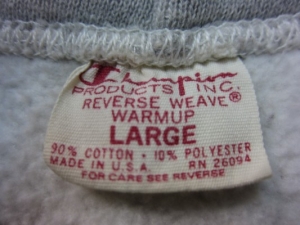 Champion
PRODUCTS INC.
REVERSE WEAVE®
WARMUP
LARGE
90% COTTON • 10% POLYESTER
MADE IN U.S.A. RN 26094
FOR CARE SEE REVERSE